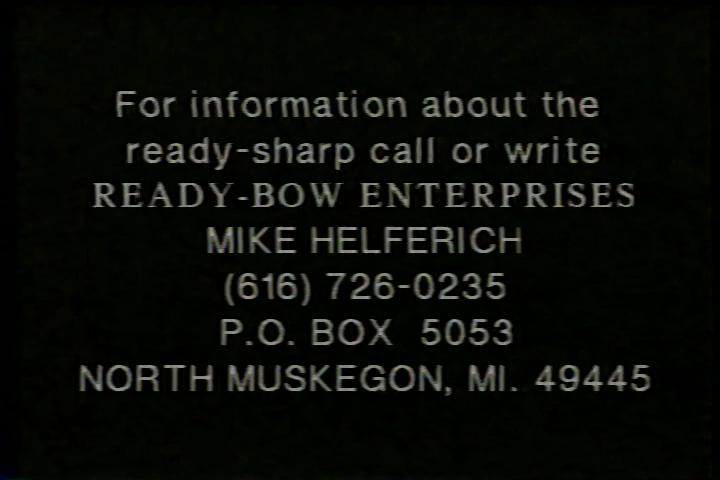 For information about the
ready-sharp call or write
READY-BOW ENTERPRISES
MIKE HELFERICH
(616) 726-0235
P.O. BOX 5053
NORTH MUSKEGON, MI. 49445